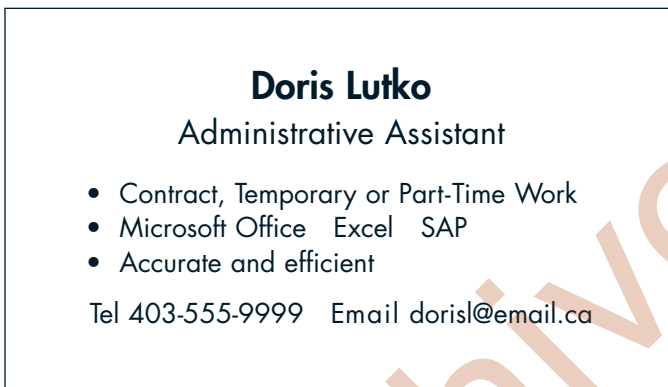 Doris Lutko
Administrative Assistant
• Contract, Temporary or Part-Time Work
• Microsoft Office Excel SAP
• Accurate and efficient
Tel 403-555-9999 Email dorisl@email.ca